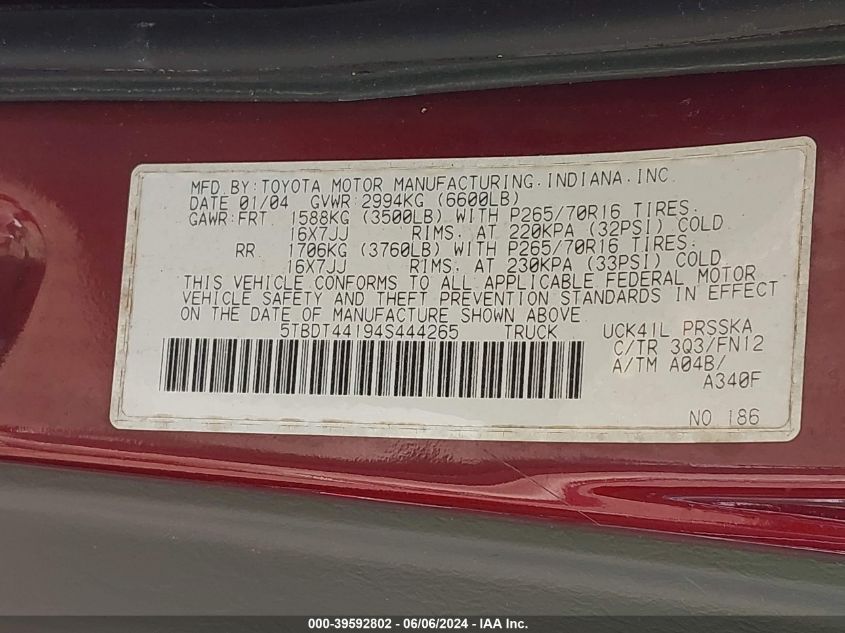 MFD. BY: TOYOTA MOTOR MANUFACTURING. INDIANA. INC.
DATE 01/04 GVWR: 2994KG (6600LB)
GAWR: FRT 1588KG (3500LB) WITH P265/70R16 TIRES.
16X7JJ RIMS. AT 220KPA (32PSI) COLD
RR 1706KG (3760LB) WITH P265/70R16 TIRES.
16X7JJ RIMS. AT 230KPA (33PSI) COLD
THIS VEHICLE CONFORMS TO ALL APPLICABLE FEDERAL MOTOR
VEHICLE SAFETY AND THEFT PREVENTION STANDARDS IN EFFECT
ON THE DATE OF MANUFACTURE SHOWN ABOVE
5TBDT44194S444265 TRUCK UCK41L PRSSKA
C/TR 3Q3/FN12
A/TM A04B/
A340F
NO 186
000-39592802 - 06/06/2024 - IAA Inc.